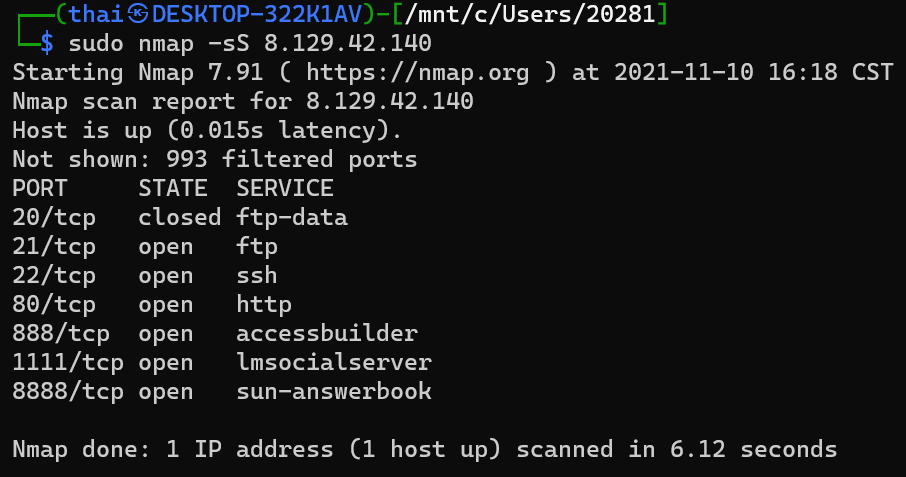 ┌──(thai㉿DESKTOP-322K1AV)-[/mnt/c/Users/20281]
└─$ sudo nmap -sS 8.129.42.140
Starting Nmap 7.91 ( https://nmap.org ) at 2021-11-10 16:18 CST
Nmap scan report for 8.129.42.140
Host is up (0.015s latency).
Not shown: 993 filtered ports
PORT     STATE  SERVICE
20/tcp   closed ftp-data
21/tcp   open   ftp
22/tcp   open   ssh
80/tcp   open   http
888/tcp  open   accessbuilder
1111/tcp open   lmsocialserver
8888/tcp open   sun-answerbook
Nmap done: 1 IP address (1 host up) scanned in 6.12 seconds